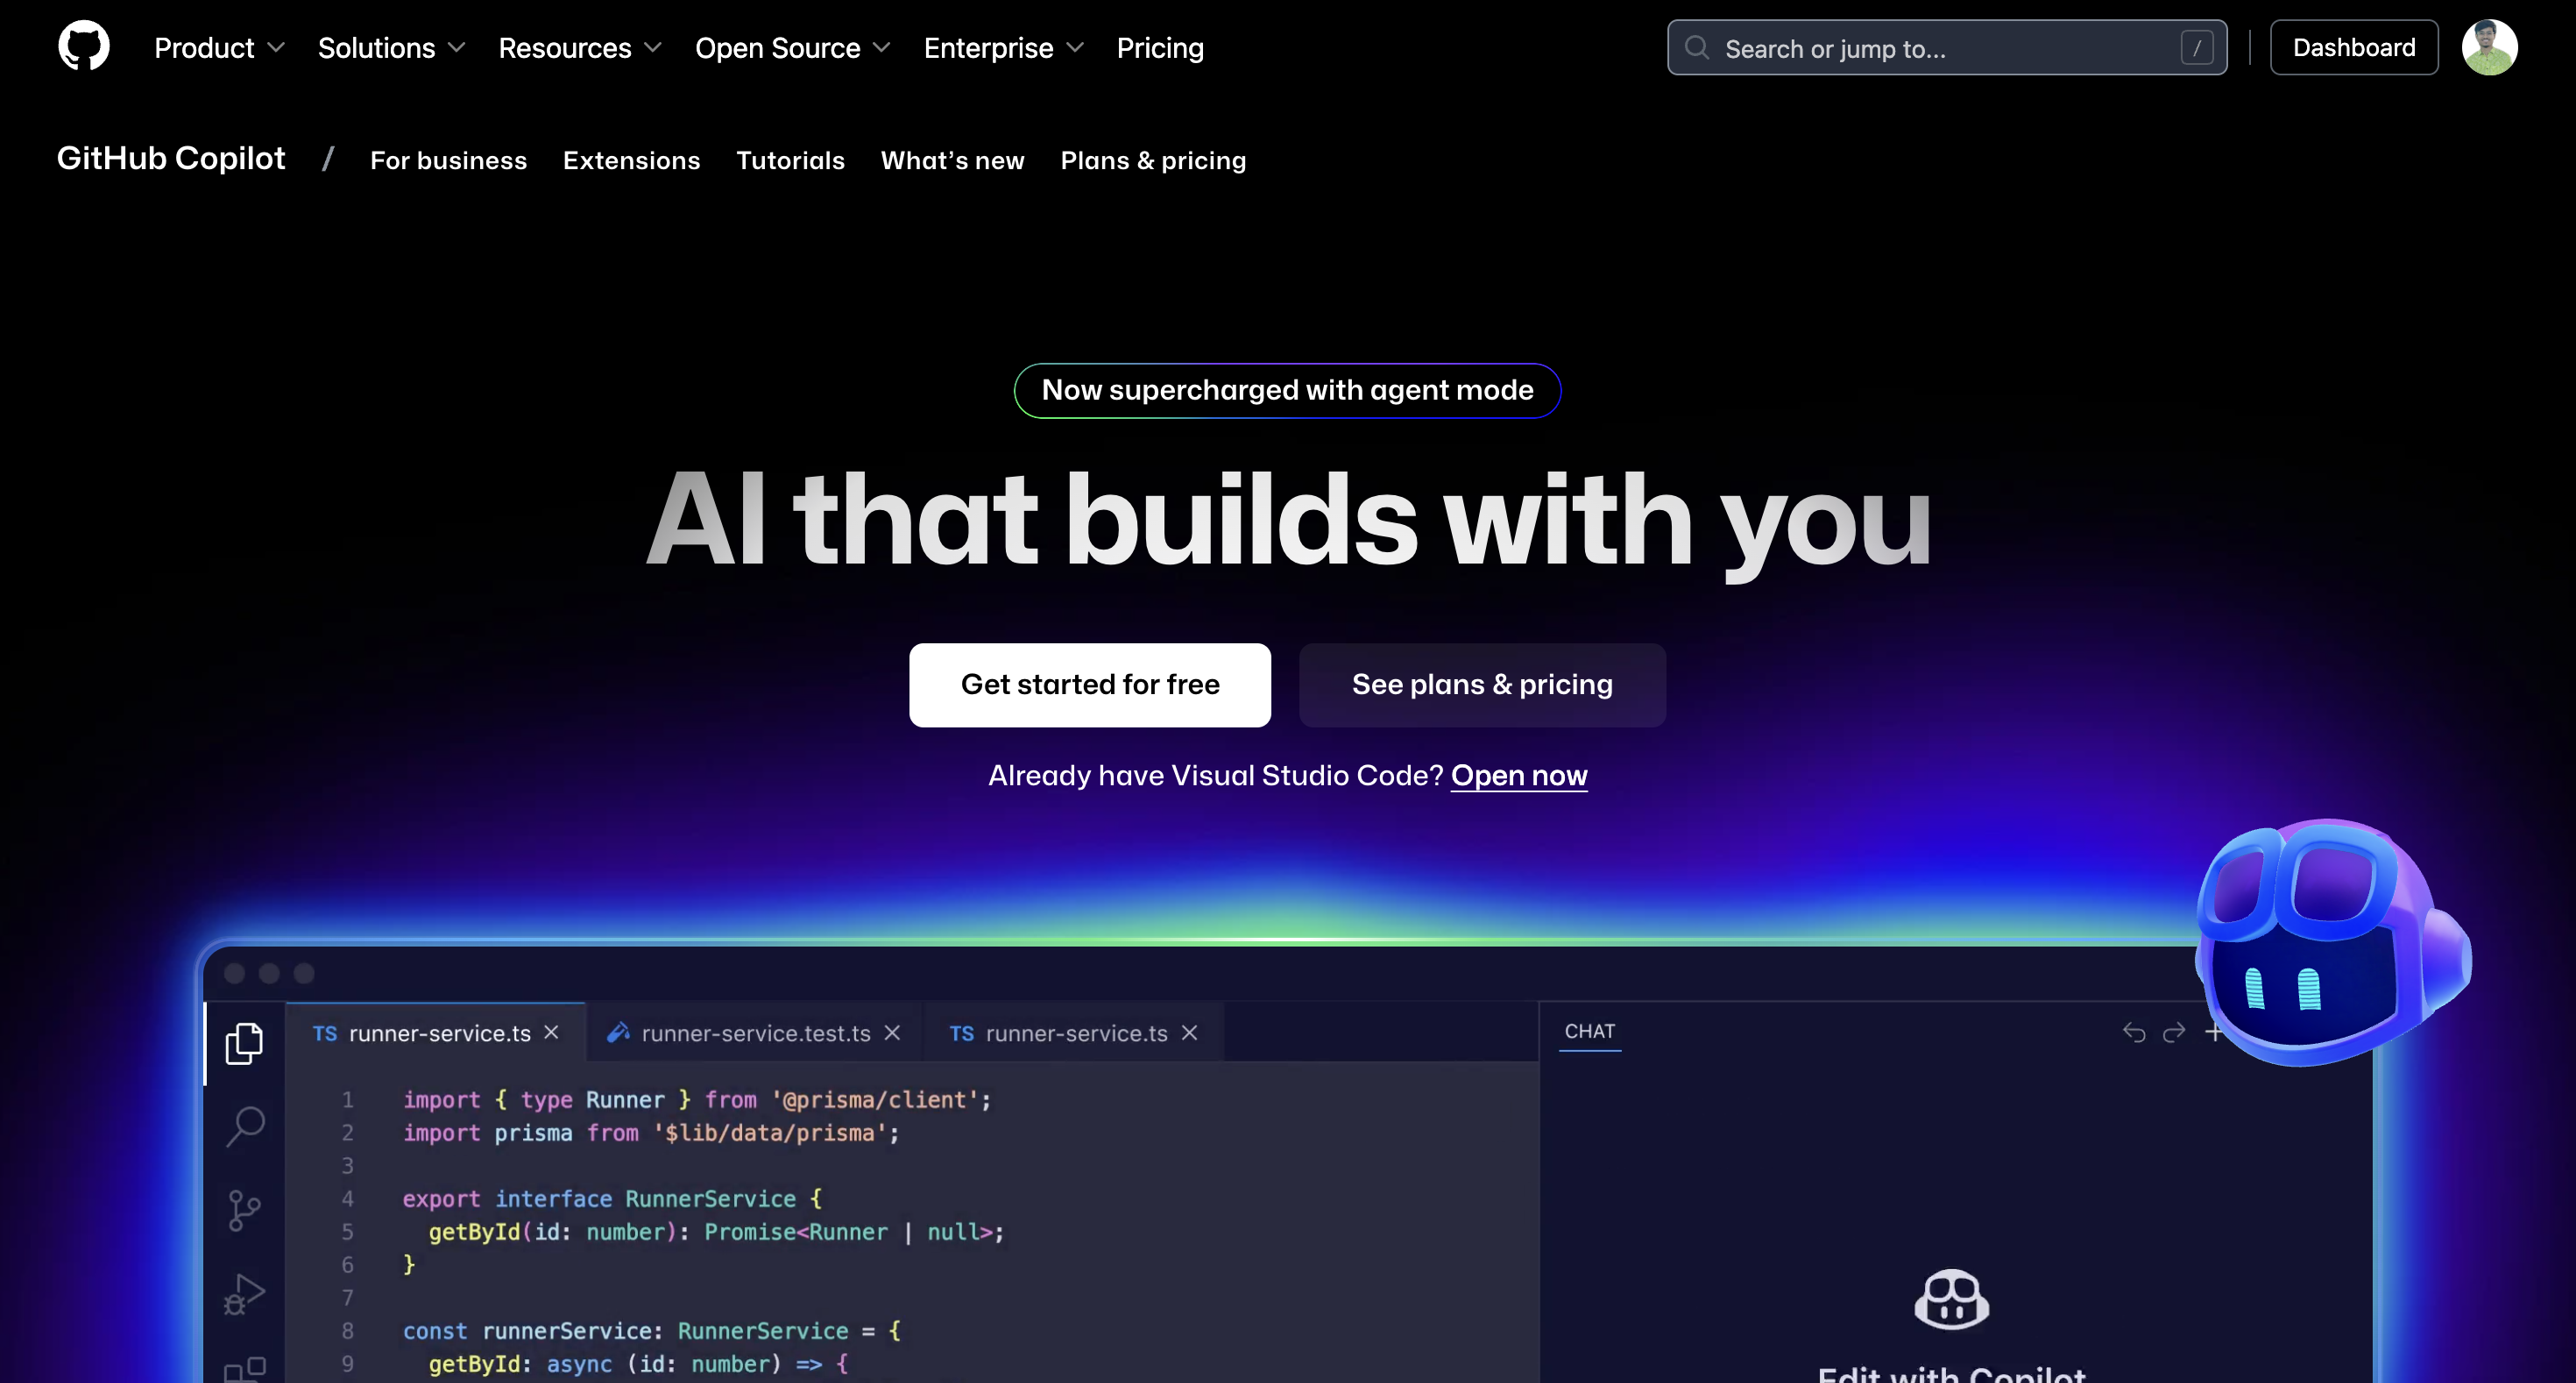 Product Solutions Resources Open Source Enterprise Pricing Search or jump to... / Dashboard
GitHub Copilot / For business Extensions Tutorials What's new Plans & pricing
Now supercharged with agent mode
AI that builds with you
Get started for free See plans & pricing
Already have Visual Studio Code? Open now
TS runner-service.ts runner-service.test.ts TS runner-service.ts CHAT
1 import { type Runner } from '@prisma/client';
2 import prisma from '$lib/data/prisma';
3
4 export interface RunnerService {
5 getById(id: number): Promise<Runner | null>;
6 }
7
8 const runnerService: RunnerService = {
9 getById: async (id: number) => {
Edit with Copilot